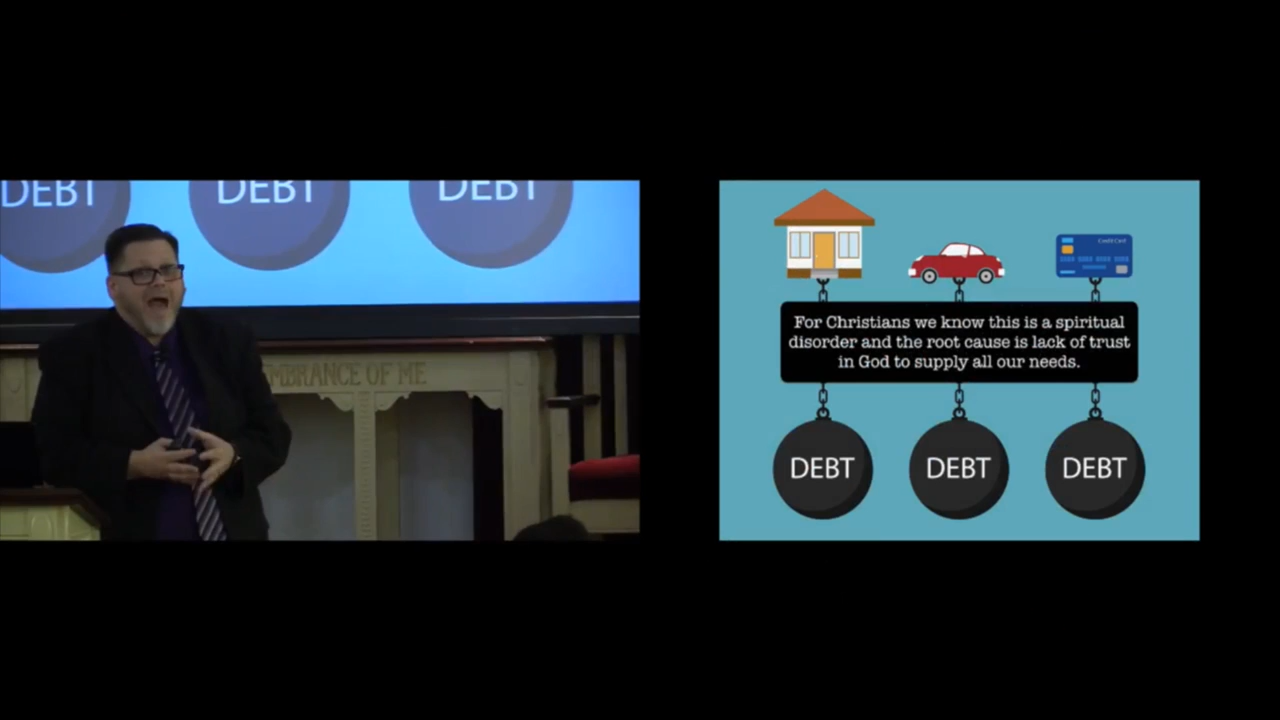 DEBT DEBT DEBT
MBRANCE OF ME
Credit Card
For Christians we know this is a spiritual
disorder and the root cause is lack of trust
in God to supply all our needs.
DEBT DEBT DEBT